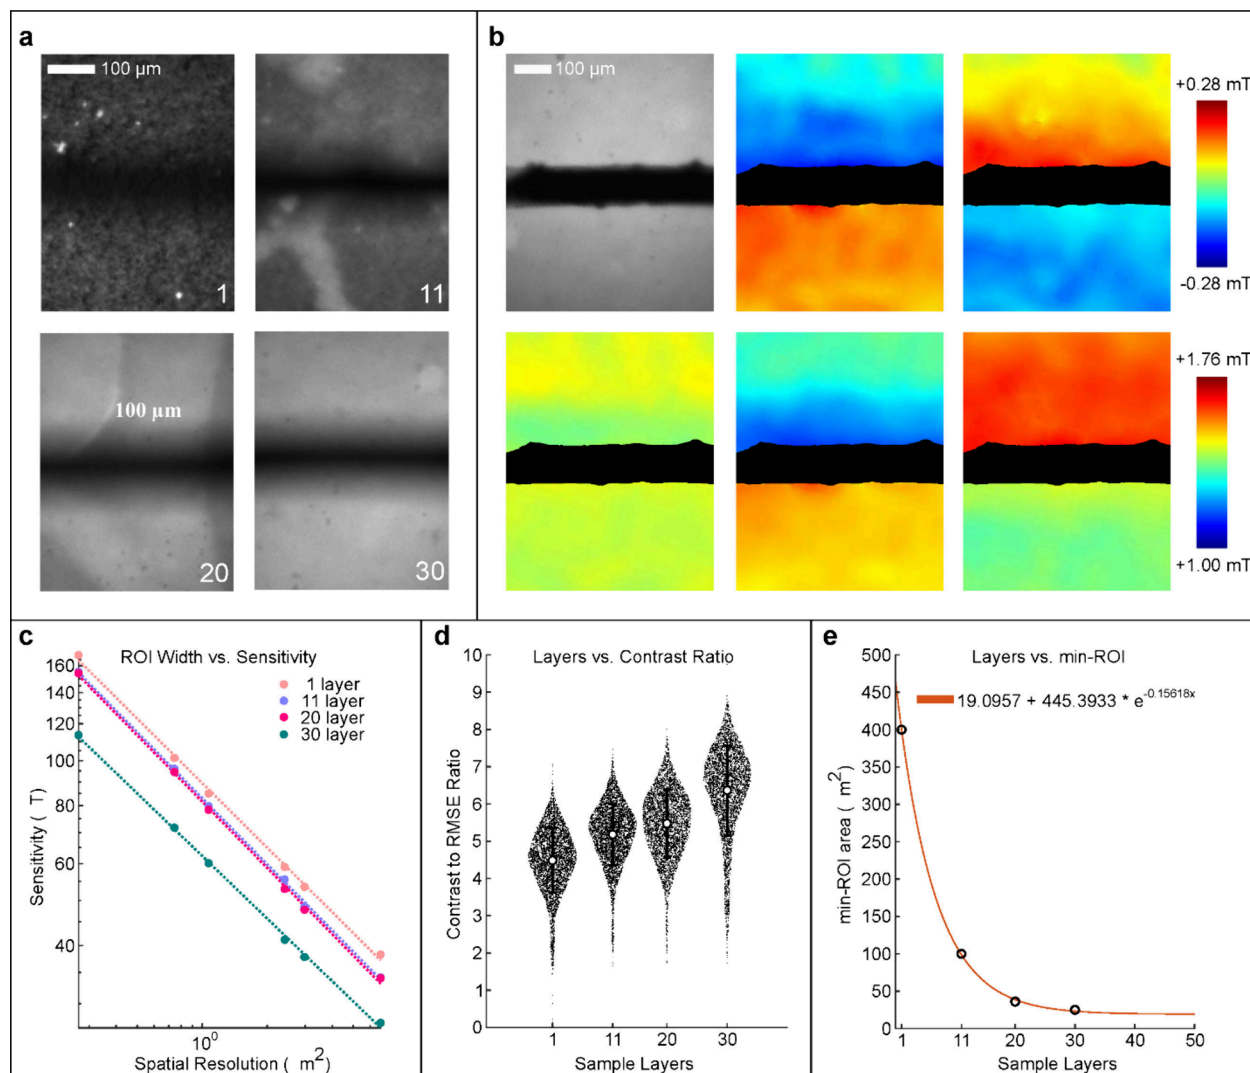 a
100 µm
1
11
100 µm
20
30
b
100 µm
+0.28 mT
-0.28 mT
+1.76 mT
+1.00 mT
c
ROI Width vs. Sensitivity
1 layer
11 layer
20 layer
30 layer
160
140
120
100
80
60
40
Sensitivity ( T)
10⁰
Spatial Resolution ( m²)
d
Layers vs. Contrast Ratio
10
9
8
7
6
5
4
3
2
1
0
Contrast to RMSE Ratio
1 11 20 30
Sample Layers
e
Layers vs. min-ROI
19.0957 + 445.3933 * e^-0.15618x
500
450
400
350
300
250
200
150
100
50
0
min-ROI area ( m²)
1 11 20 30 40 50
Sample Layers